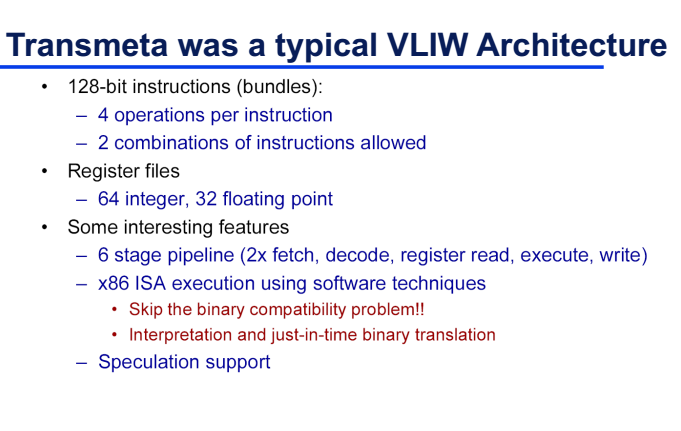 Transmeta was a typical VLIW Architecture
• 128-bit instructions (bundles):
– 4 operations per instruction
– 2 combinations of instructions allowed
• Register files
– 64 integer, 32 floating point
• Some interesting features
– 6 stage pipeline (2x fetch, decode, register read, execute, write)
– x86 ISA execution using software techniques
• Skip the binary compatibility problem!!
• Interpretation and just-in-time binary translation
– Speculation support